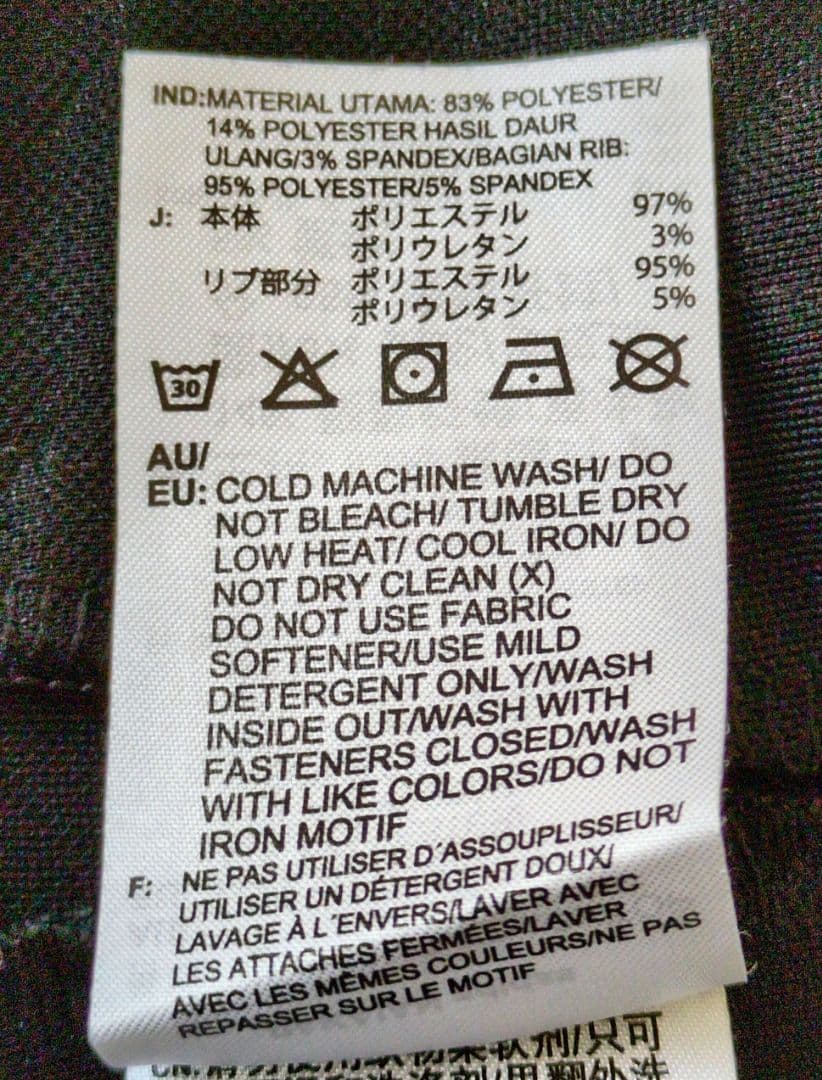 IND:MATERIAL UTAMA: 83% POLYESTER/
14% POLYESTER HASIL DAUR
ULANG/3% SPANDEX/BAGIAN RIB:
95% POLYESTER/5% SPANDEX
J: 本体 ポリエステル 97%
ポリウレタン 3%
リブ部分 ポリエステル 95%
ポリウレタン 5%
30
AU/
EU: COLD MACHINE WASH/ DO
NOT BLEACH/ TUMBLE DRY
LOW HEAT/ COOL IRON/ DO
NOT DRY CLEAN (X)
DO NOT USE FABRIC
SOFTENER/USE MILD
DETERGENT ONLY/WASH
INSIDE OUT/WASH WITH
FASTENERS CLOSED/WASH
WITH LIKE COLORS/DO NOT
IRON MOTIF
F: NE PAS UTILISER D´ASSOUPLISSEUR/
UTILISER UN DÉTERGENT DOUX/
LAVAGE À L´ENVERS/LAVER AVEC
LES ATTACHES FERMÉES/LAVER
AVEC LES MÊMES COULEURS/NE PAS
REPASSER SUR LE MOTIF
柔软剂/只可